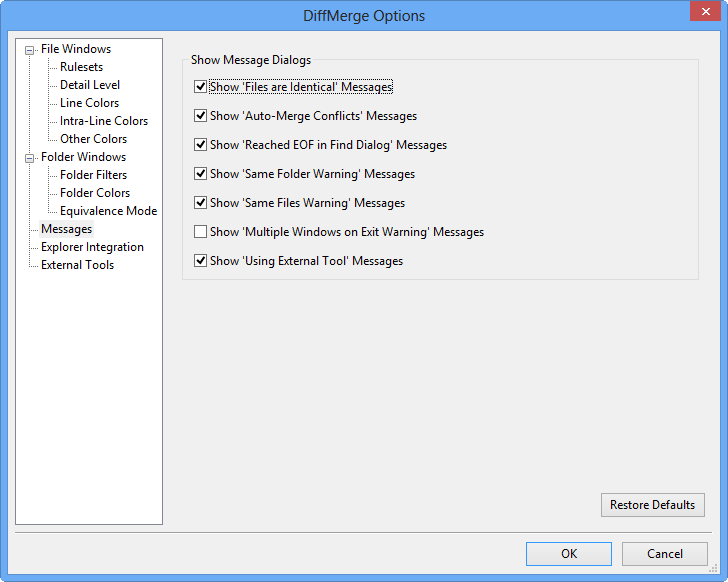 DiffMerge Options
File Windows
Rulesets
Detail Level
Line Colors
Intra-Line Colors
Other Colors
Folder Windows
Folder Filters
Folder Colors
Equivalence Mode
Messages
Explorer Integration
External Tools
Show Message Dialogs
Show 'Files are Identical' Messages
Show 'Auto-Merge Conflicts' Messages
Show 'Reached EOF in Find Dialog' Messages
Show 'Same Folder Warning' Messages
Show 'Same Files Warning' Messages
Show 'Multiple Windows on Exit Warning' Messages
Show 'Using External Tool' Messages
Restore Defaults
OK
Cancel